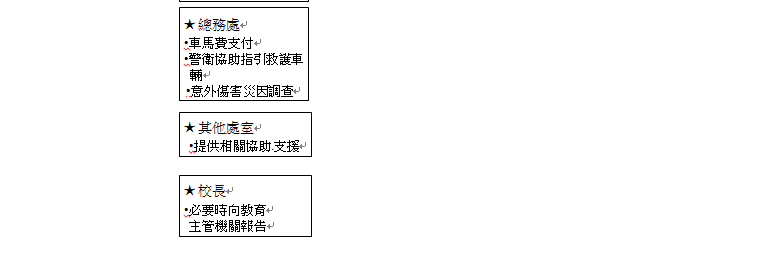 ★總務處
•車馬費支付
•警衛協助指引救護車
輛
•意外傷害災因調查
★其他處室
•提供相關協助.支援
★校長
•必要時向教育
主管機關報告